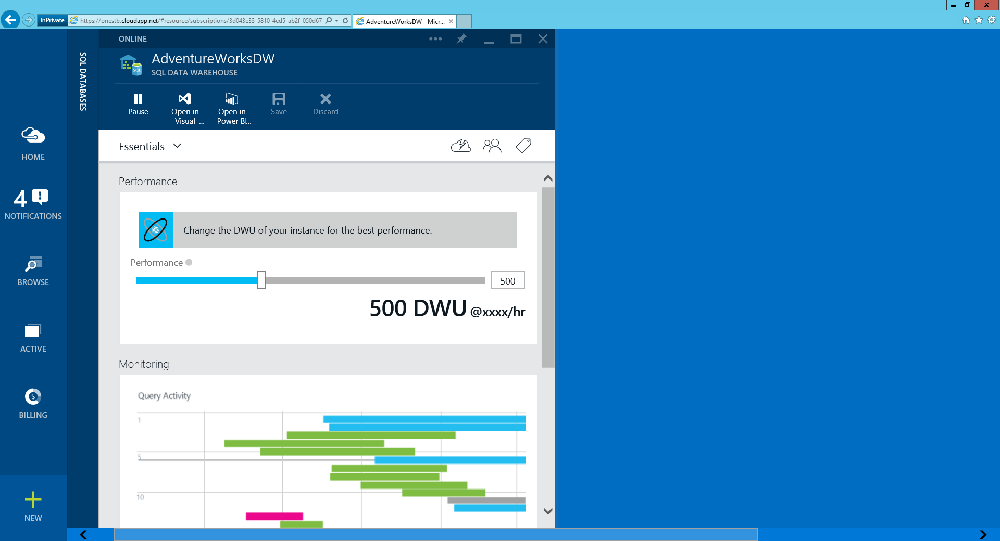 InPrivate
https://onestb.cloudapp.net/#resource/subscriptions/3d043e33-5810-4ed5-ab2f-050d67
AdventureWorksDW - Micr...
SQL DATABASES
ONLINE
AdventureWorksDW
SQL DATA WAREHOUSE
SQL
Pause
Open in Visual ...
Open in Power BI...
Save
Discard
HOME
4
NOTIFICATIONS
BROWSE
ACTIVE
$
BILLING
NEW
Essentials
Performance
Change the DWU of your instance for the best performance.
Performance
500
500 DWU @xxxx/hr
Monitoring
Query Activity
1
5
10